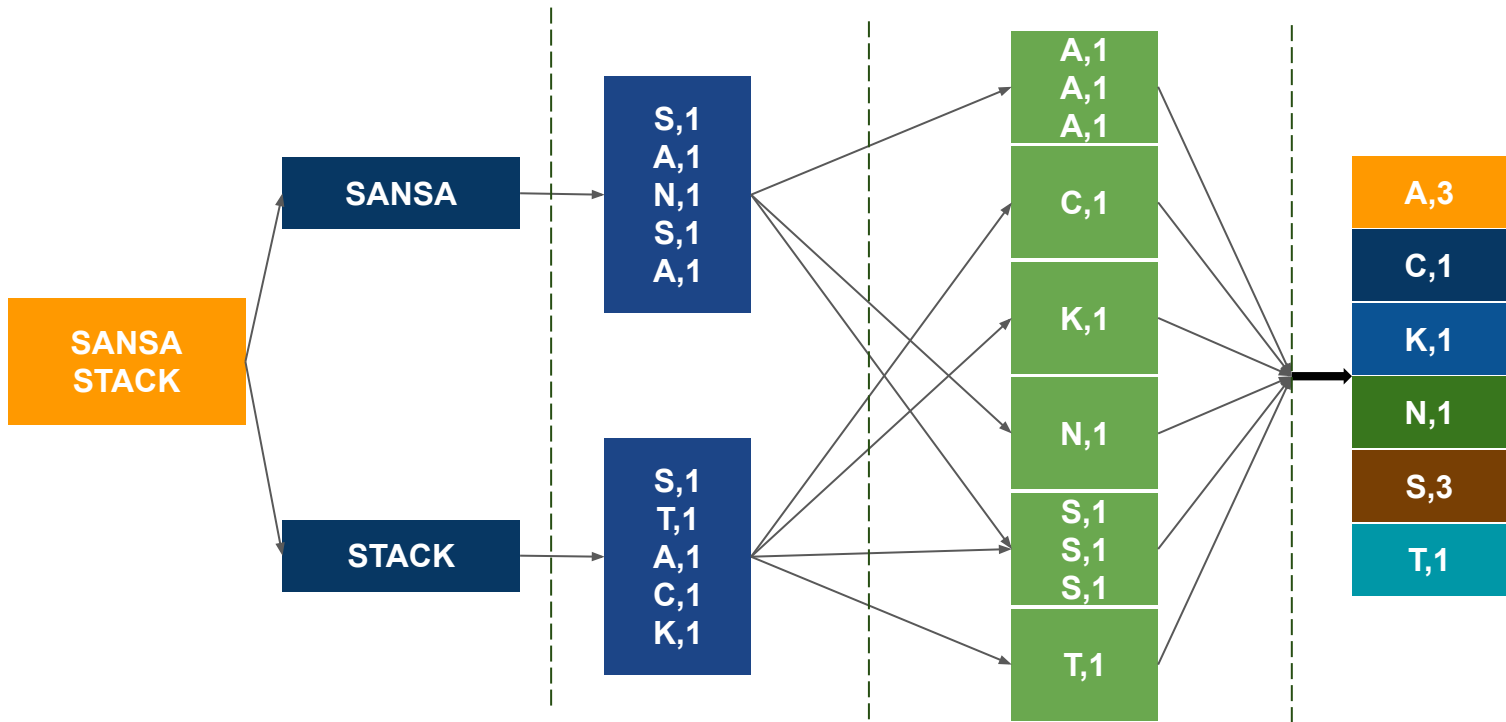 SANSA
STACK
SANSA
STACK
S,1
A,1
N,1
S,1
A,1
S,1
T,1
A,1
C,1
K,1
A,1
A,1
A,1
C,1
K,1
N,1
S,1
S,1
S,1
T,1
A,3
C,1
K,1
N,1
S,3
T,1